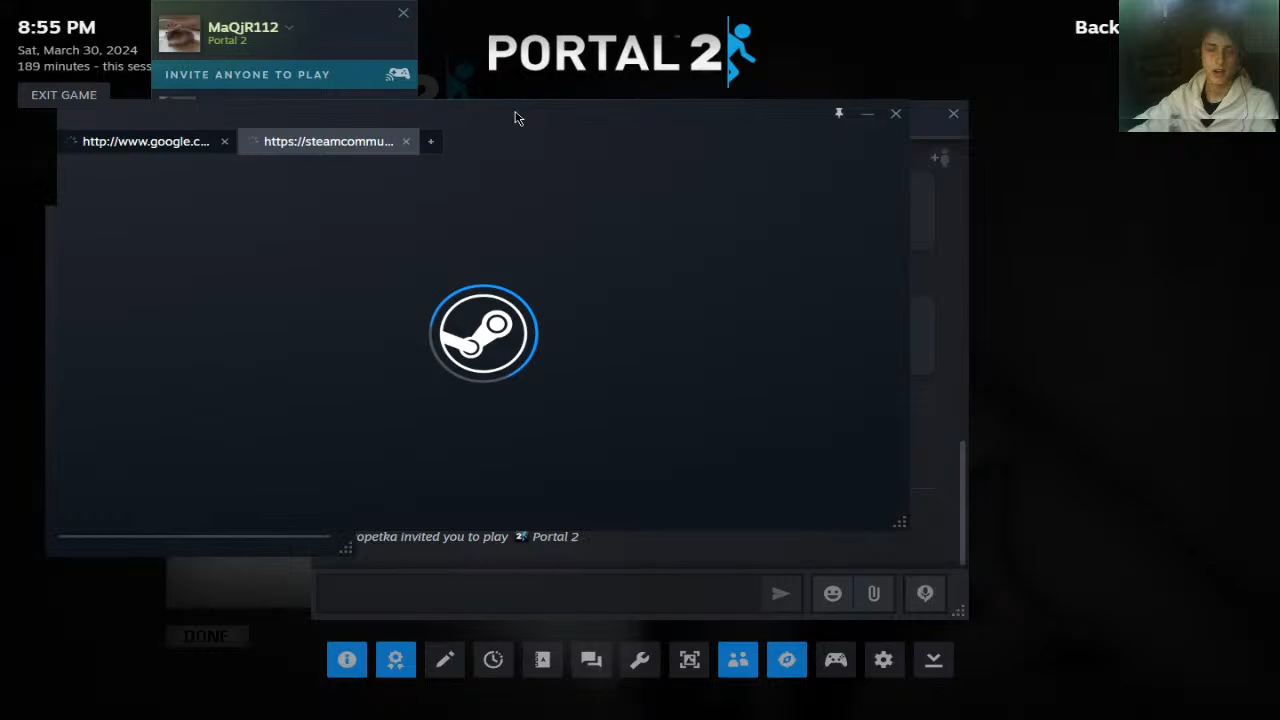 8:55 PM
Sat, March 30, 2024
189 minutes - this sess
EXIT GAME
MaQjR112
Portal 2
INVITE ANYONE TO PLAY
PORTAL 2
Back
http://www.google.c...
https://steamcommu...
opetka invited you to play Portal 2
DONE